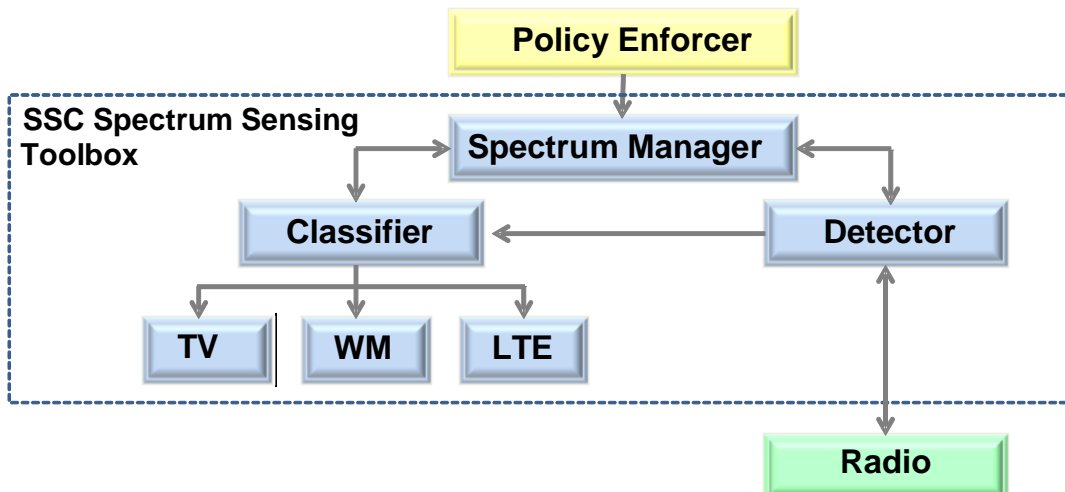 Policy Enforcer
SSC Spectrum Sensing
Toolbox
Spectrum Manager
Classifier
Detector
TV
WM
LTE
Radio